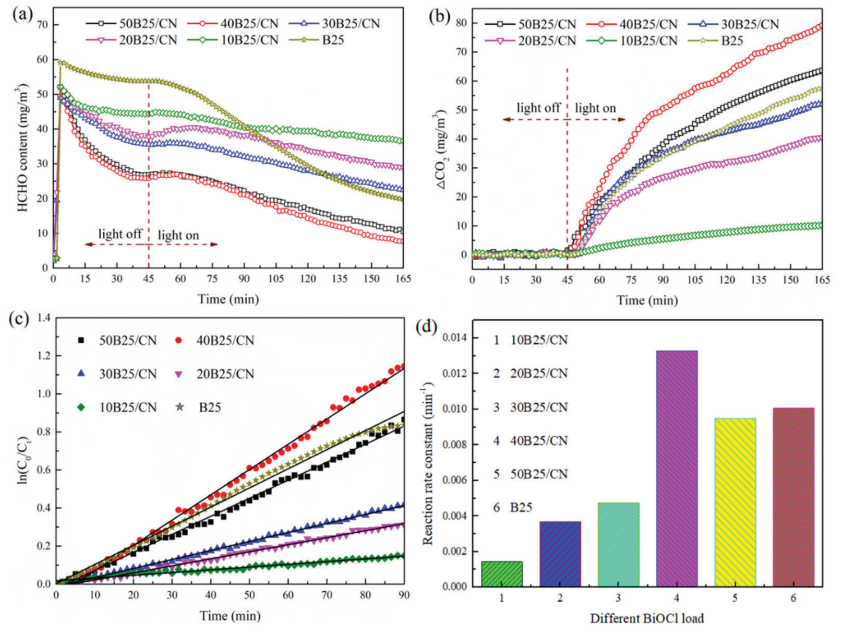 (a)
50B25/CN 40B25/CN 30B25/CN
20B25/CN 10B25/CN B25
HCHO content (mg/m³)
70
60
50
40
30
20
10
0
light off light on
0 15 30 45 60 75 90 105 120 135 150 165
Time (min)
(b)
50B25/CN 40B25/CN 30B25/CN
20B25/CN 10B25/CN B25
△CO₂ (mg/m³)
80
70
60
50
40
30
20
10
0
light off light on
0 15 30 45 60 75 90 105 120 135 150 165
Time (min)
(c)
50B25/CN 40B25/CN
30B25/CN 20B25/CN
10B25/CN B25
ln(C₀/Cₜ)
1.4
1.2
1.0
0.8
0.6
0.4
0.2
0.0
0 10 20 30 40 50 60 70 80 90
Time (min)
(d)
1 10B25/CN
2 20B25/CN
3 30B25/CN
4 40B25/CN
5 50B25/CN
6 B25
Reaction rate constant (min⁻¹)
0.014
0.012
0.010
0.008
0.006
0.004
0.002
0.000
1 2 3 4 5 6
Different BiOCl load